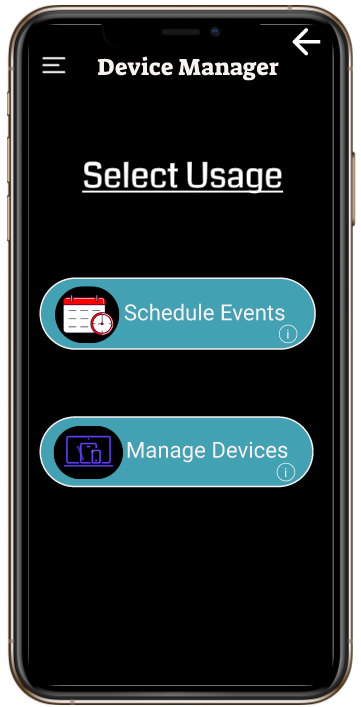 Device Manager
Select Usage
Schedule Events
Manage Devices